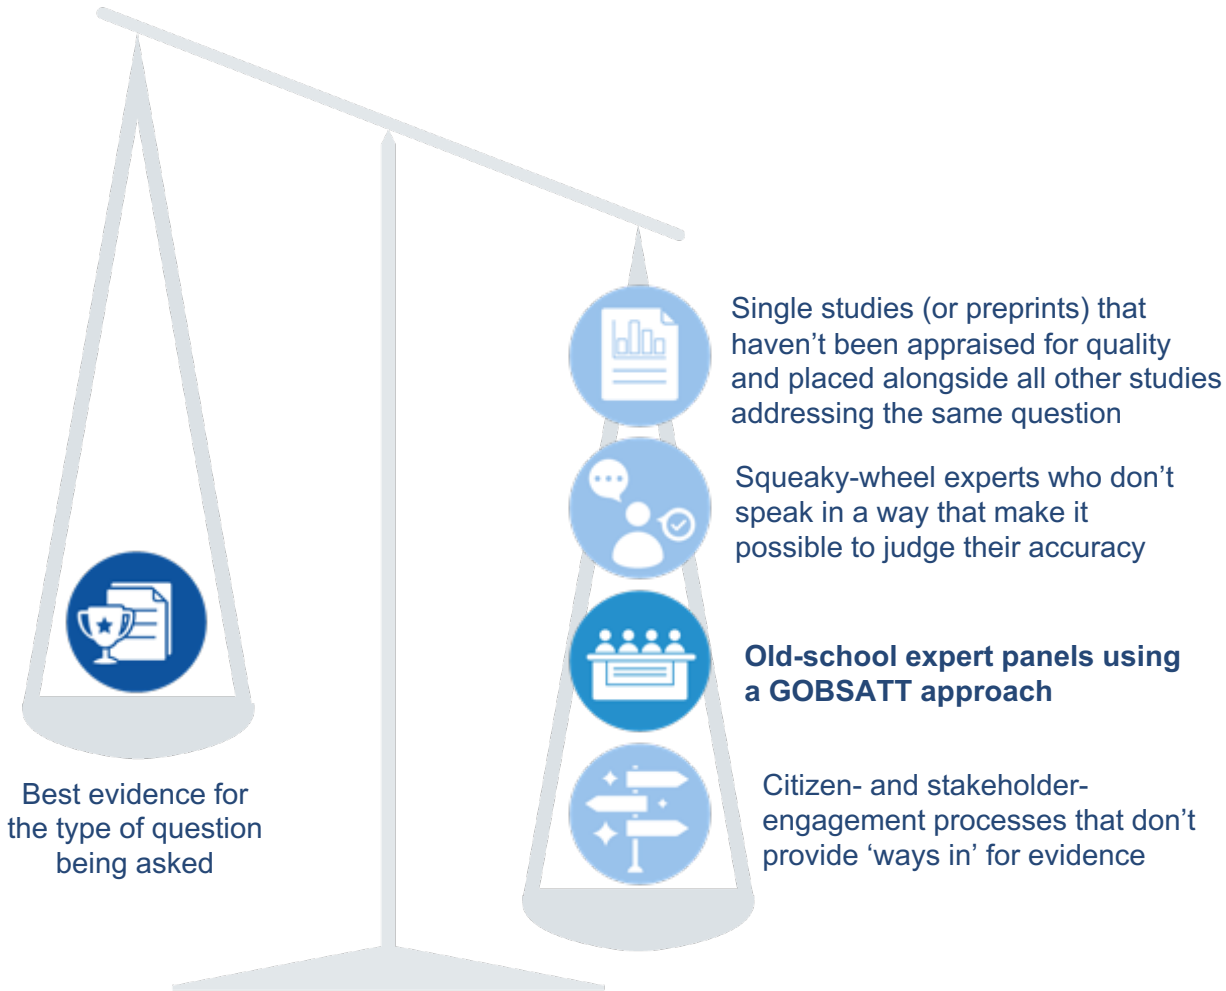 Single studies (or preprints) that
haven’t been appraised for quality
and placed alongside all other studies
addressing the same question
Squeaky-wheel experts who don’t
speak in a way that make it
possible to judge their accuracy
Old-school expert panels using
a GOBSATT approach
Citizen- and stakeholder-
engagement processes that don’t
provide ‘ways in’ for evidence
Best evidence for
the type of question
being asked